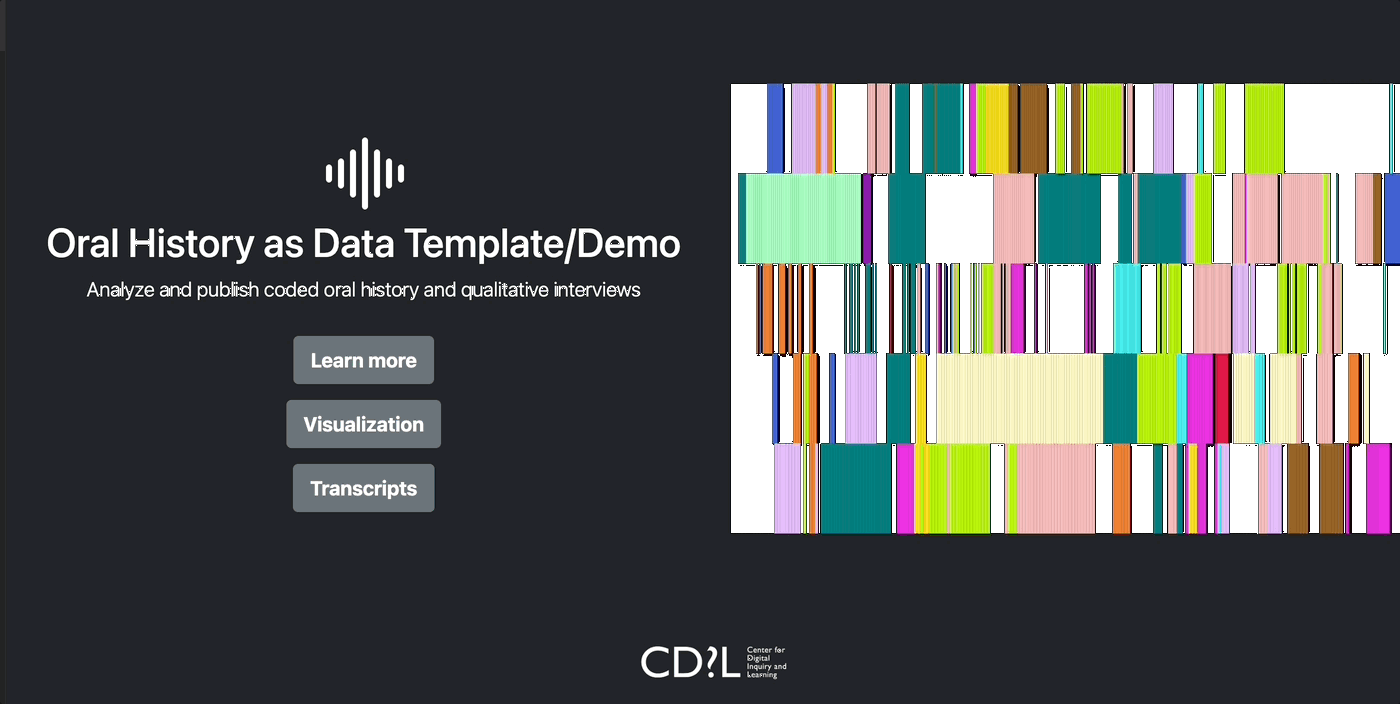 Oral History as Data Template/Demo
Analyze and publish coded oral history and qualitative interviews
Learn more
Visualization
Transcripts
CD?L
Center for
Digital
Inquiry and
Learning